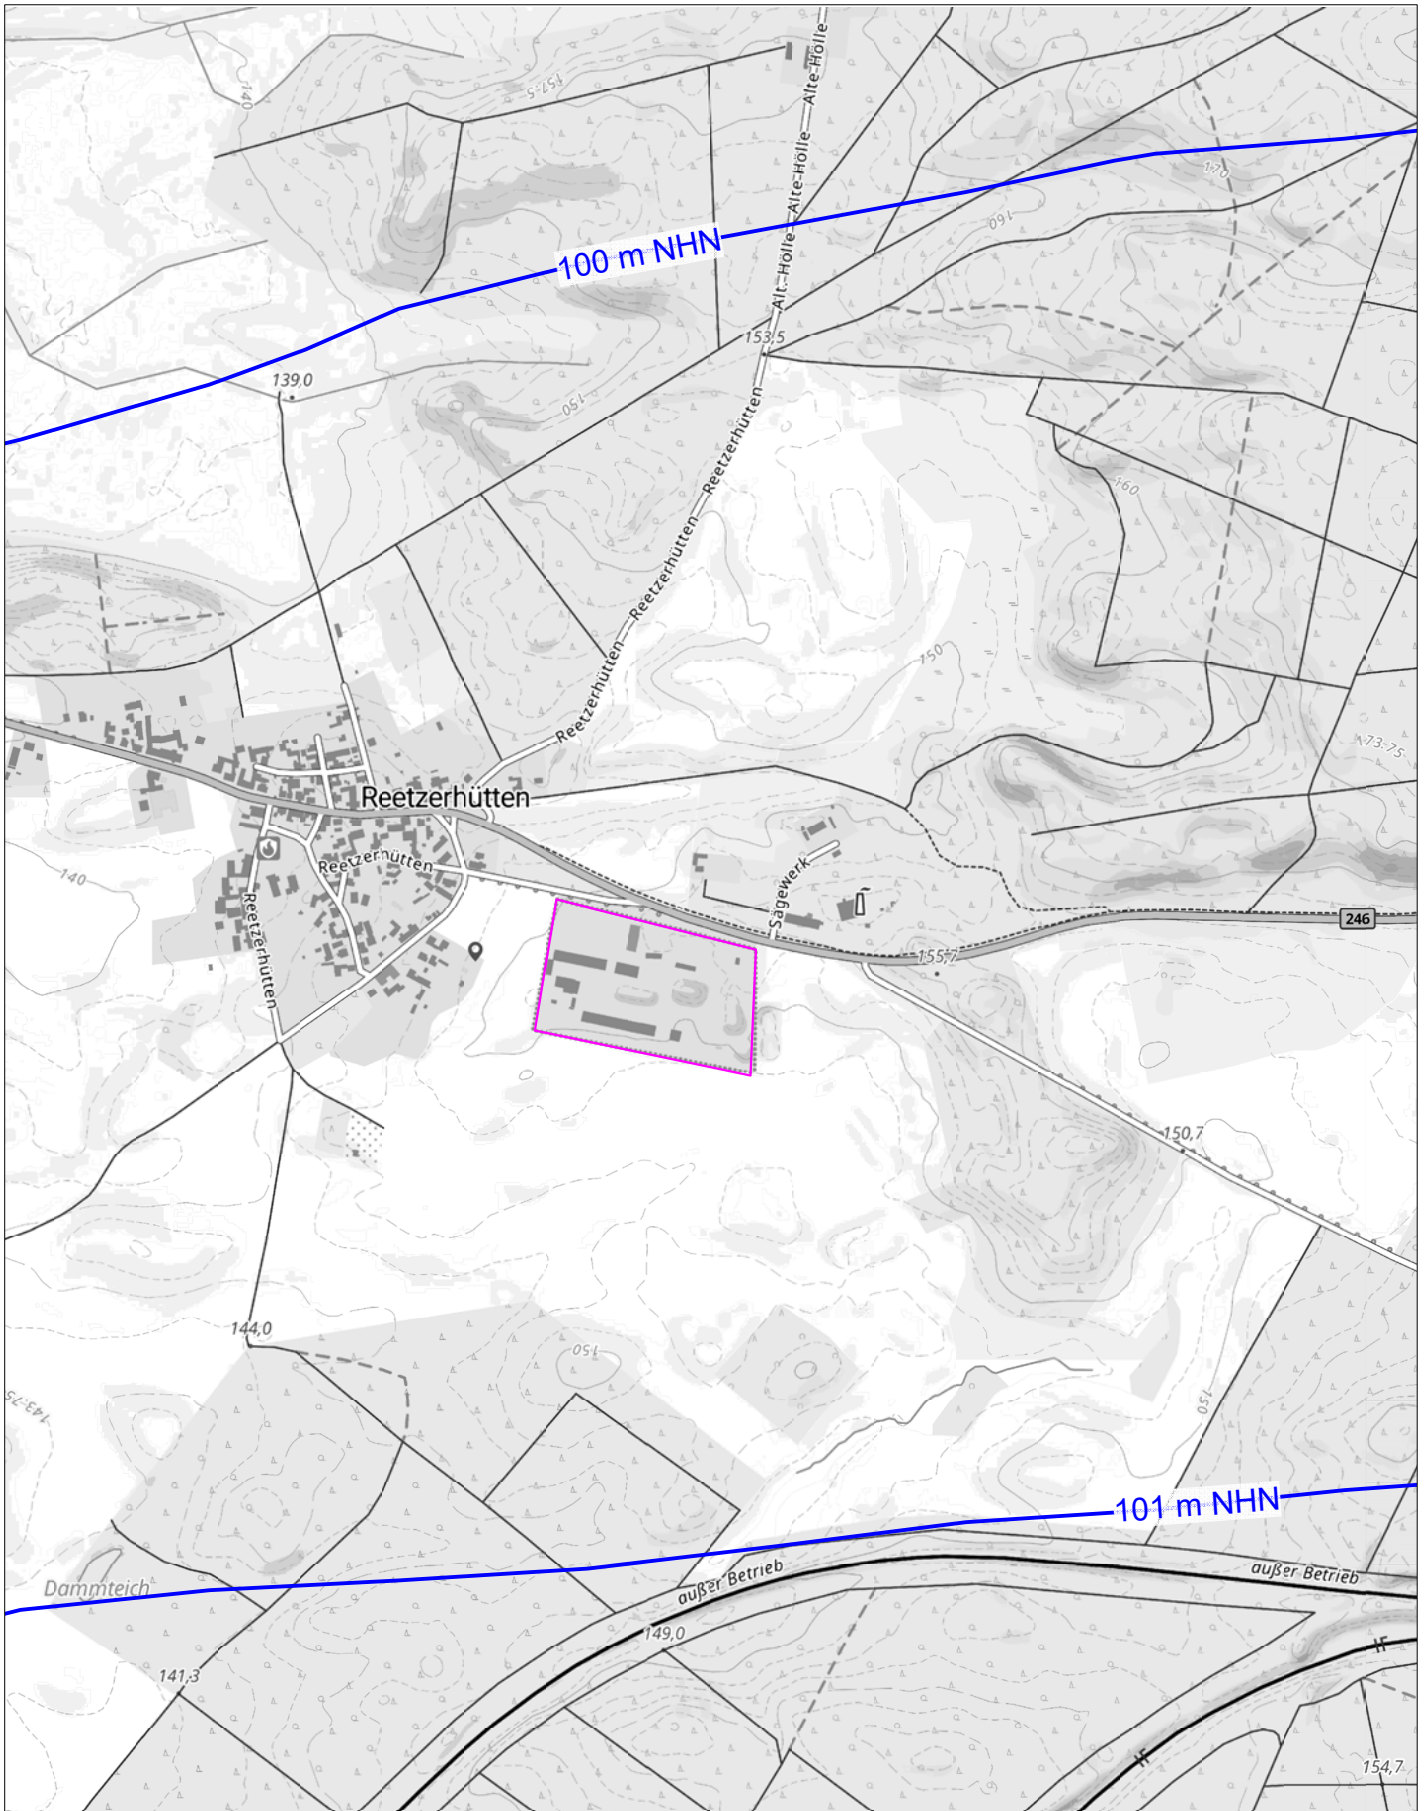 Alte-Hölle
Alte-Hölle
Alt.-Hölle
140
157.5
170
160
100 m NHN
153,5
139,0
150
Reetzerhütten
Reetzerhütten
160
Reetzerhütten
150
Reetzerhütten
173.75
Reetzerhütten
Reetzerhütten
140
Sägewerk
Reetzerhütten
246
155,7
150,7
144,0
150
143.75
150
101 m NHN
Dammteich
außer Betrieb
außer Betrieb
149,0
141,3
154,7